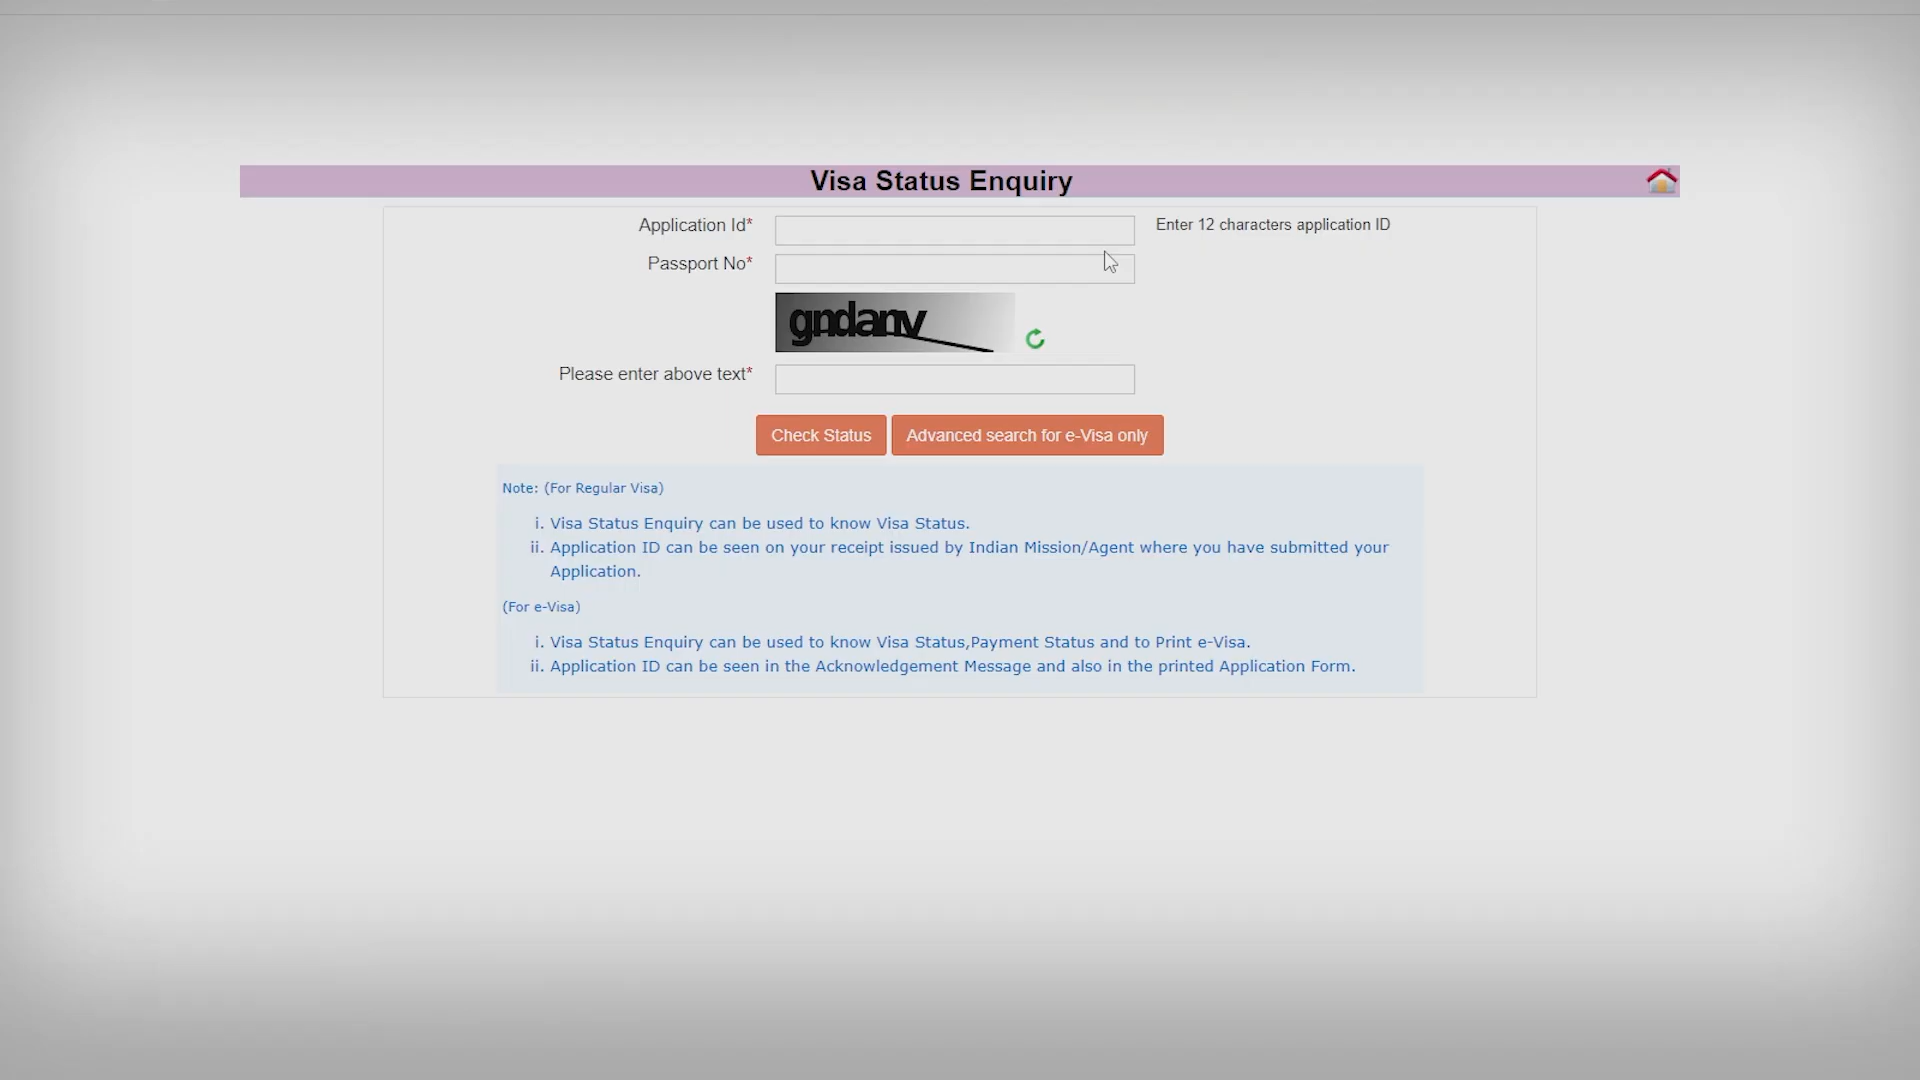 Visa Status Enquiry
Application Id*
Enter 12 characters application ID
Passport No*
gndanv
Please enter above text*
Check Status
Advanced search for e-Visa only
Note: (For Regular Visa)
i. Visa Status Enquiry can be used to know Visa Status.
ii. Application ID can be seen on your receipt issued by Indian Mission/Agent where you have submitted your
Application.
(For e-Visa)
i. Visa Status Enquiry can be used to know Visa Status,Payment Status and to Print e-Visa.
ii. Application ID can be seen in the Acknowledgement Message and also in the printed Application Form.